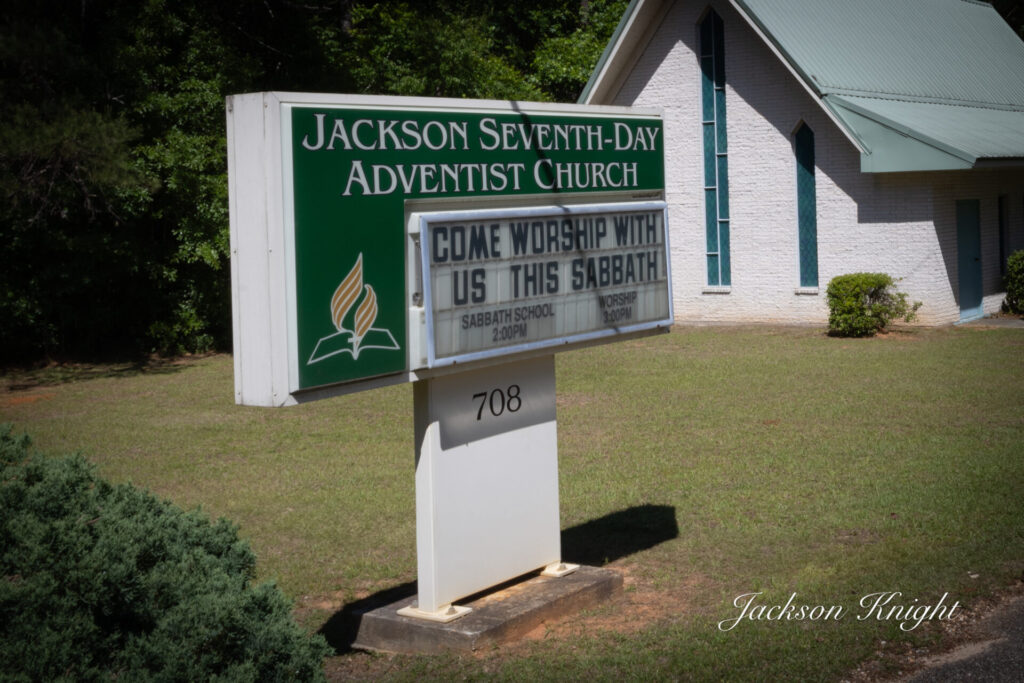 JACKSON SEVENTH-DAY
ADVENTIST CHURCH
COME WORSHIP WITH
US THIS SABBATH
SABBATH SCHOOL
2:00PM
WORSHIP
3:00PM
708
Jackson Knight